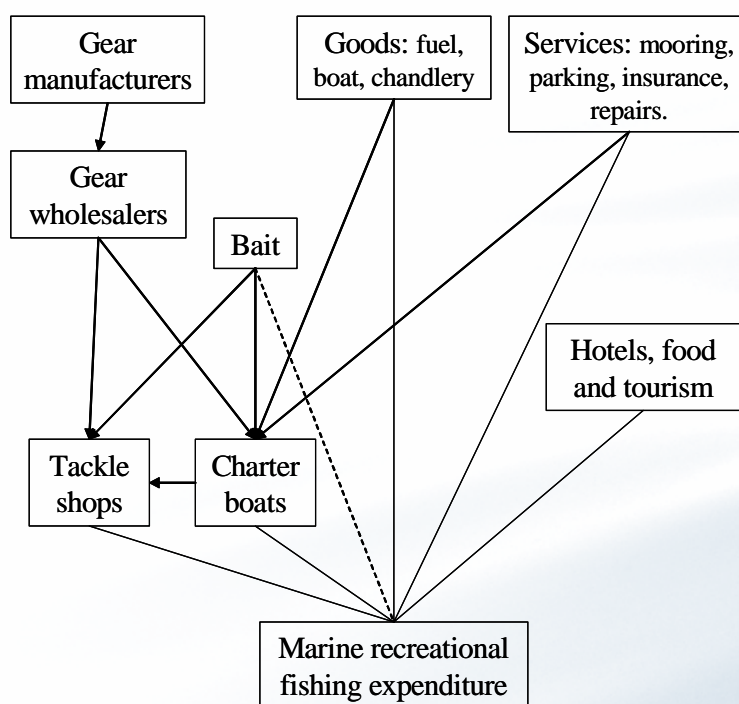 Gear
manufacturers
Goods: fuel,
boat, chandlery
Services: mooring,
parking, insurance,
repairs.
Gear
wholesalers
Bait
Hotels, food
and tourism
Tackle
shops
Charter
boats
Marine recreational
fishing expenditure